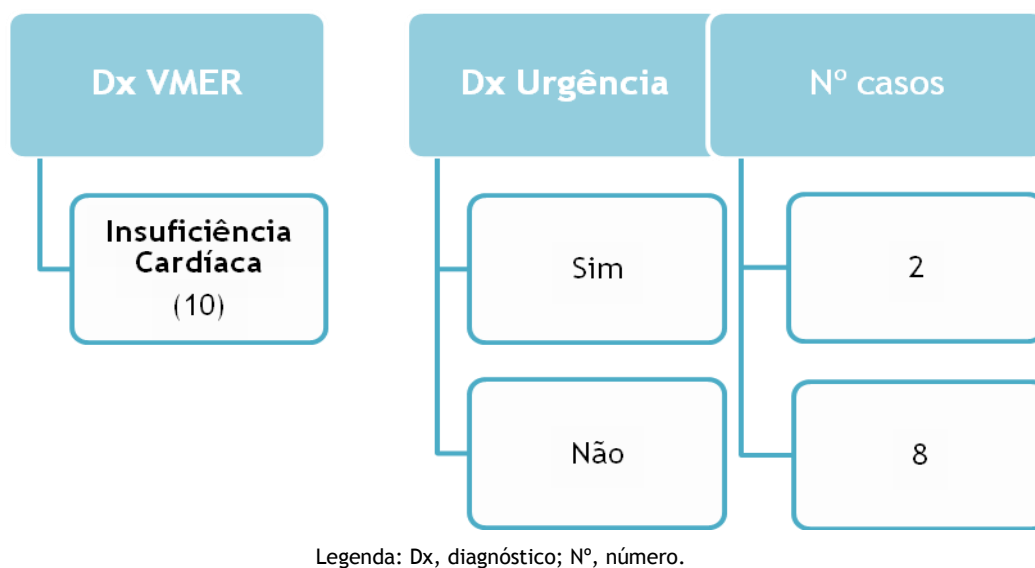 Dx VMER
Dx Urgência
Nº casos
Insuficiência
Cardíaca
(10)
Sim
2
Não
8
Legenda: Dx, diagnóstico; Nº, número.